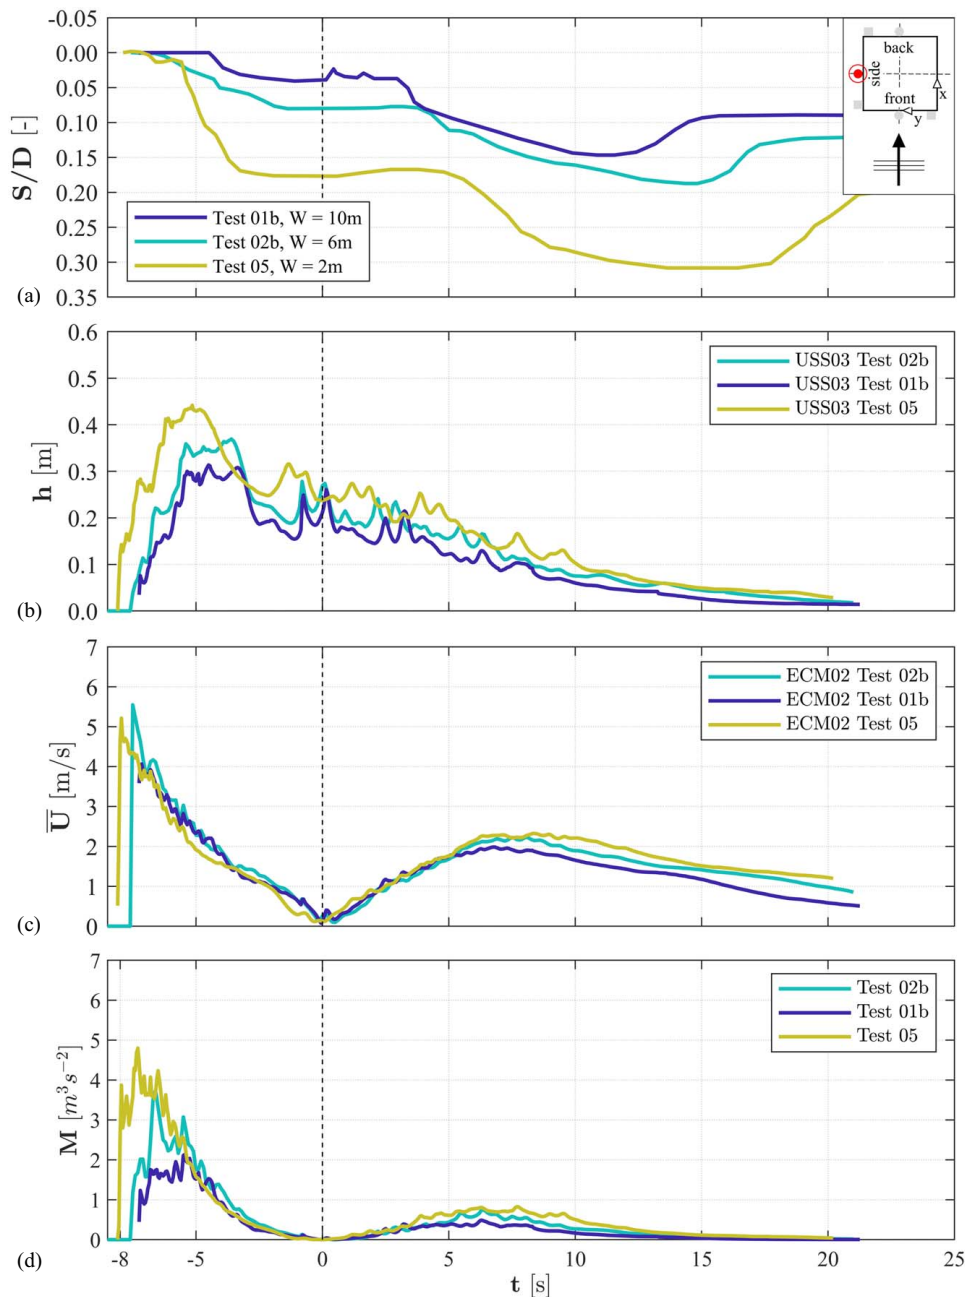 -0.05
0.00
0.05
0.10
0.15
0.20
0.25
0.30
0.35
S/D [-]
Test 01b, W = 10m
Test 02b, W = 6m
Test 05, W = 2m
back
side
front
x
y
(a)
0.6
0.5
0.4
0.3
0.2
0.1
0.0
h [m]
USS03 Test 02b
USS03 Test 01b
USS03 Test 05
(b)
7
6
5
4
3
2
1
0
U̅ [m/s]
ECM02 Test 02b
ECM02 Test 01b
ECM02 Test 05
(c)
7
6
5
4
3
2
1
0
M [m³s⁻²]
Test 02b
Test 01b
Test 05
(d)
-8 -5 0 5 10 15 20 25
t [s]